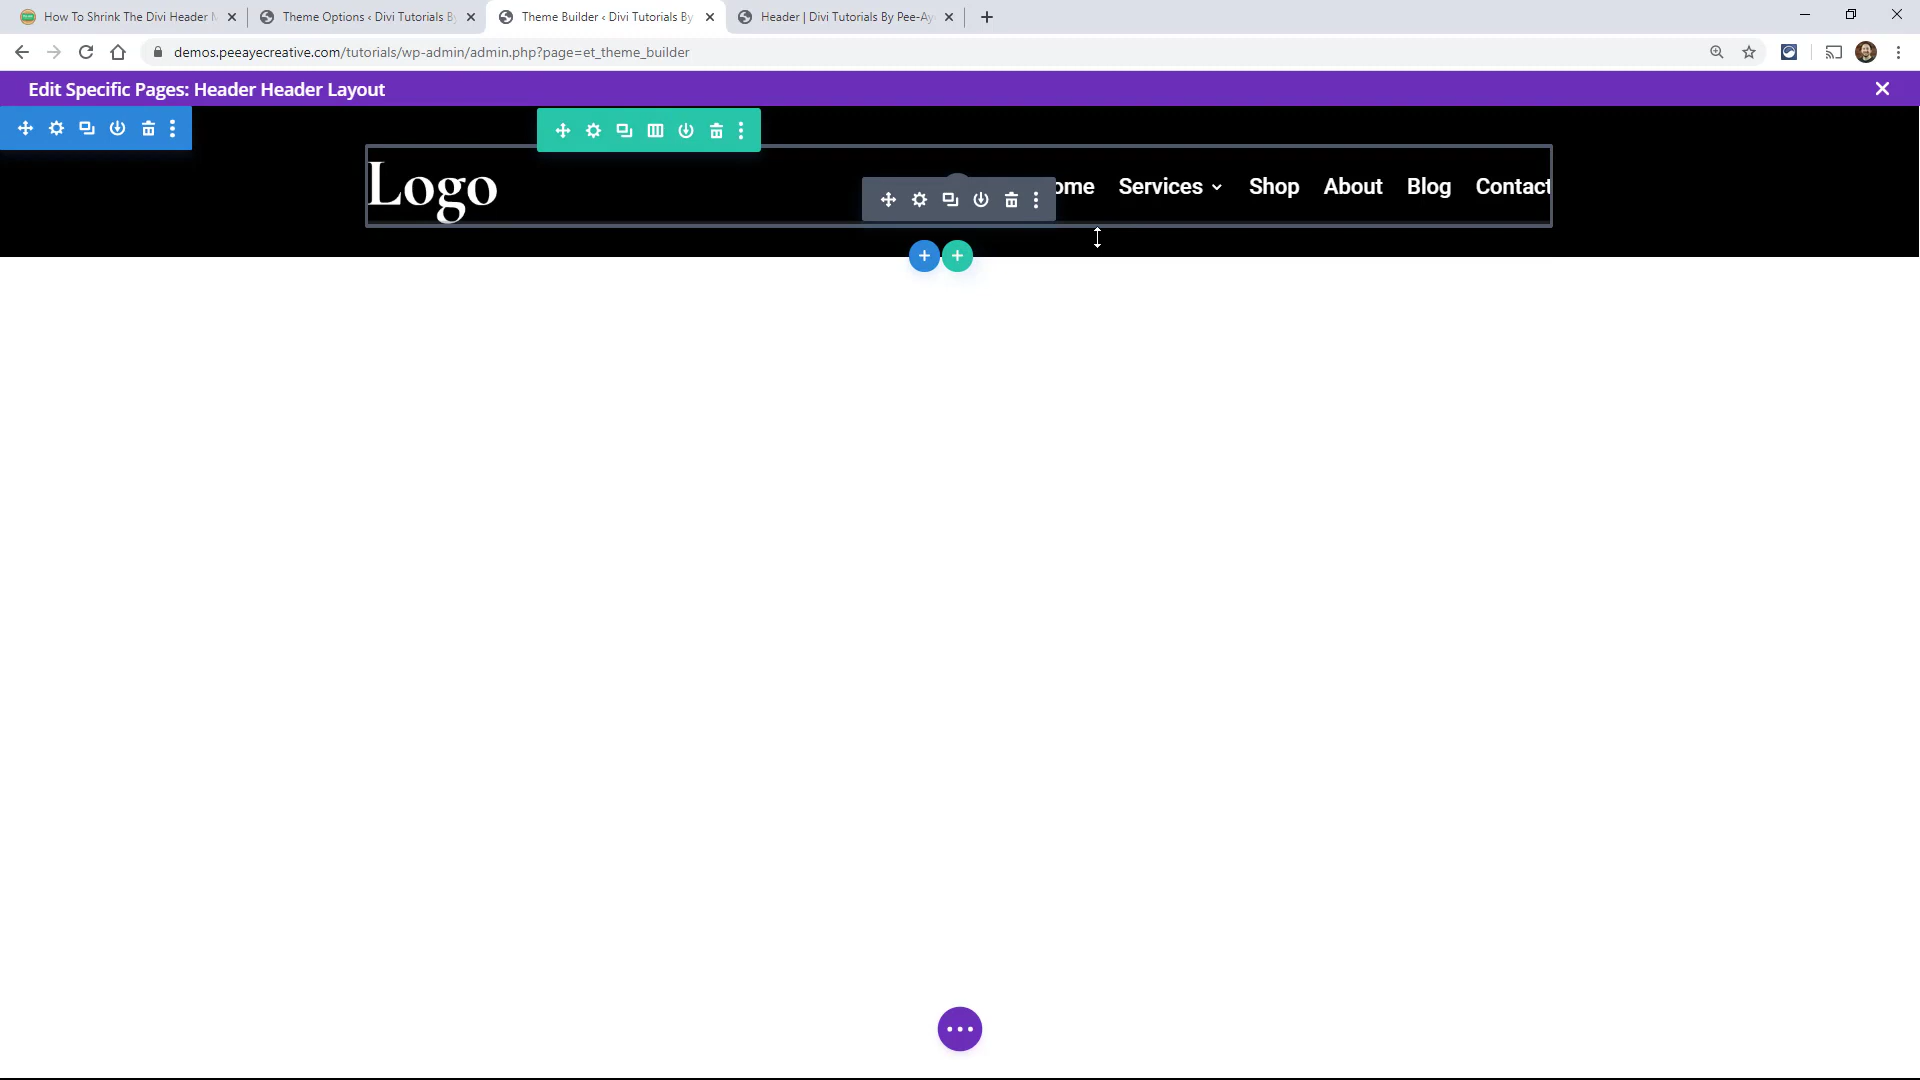 How To Shrink The Divi Header
Theme Options ‹ Divi Tutorials By
Theme Builder ‹ Divi Tutorials By
Header | Divi Tutorials By Pee-Ay
demos.peeayecreative.com/tutorials/wp-admin/admin.php?page=et_theme_builder
Edit Specific Pages: Header Header Layout
Logo
ome Services Shop About Blog Contact